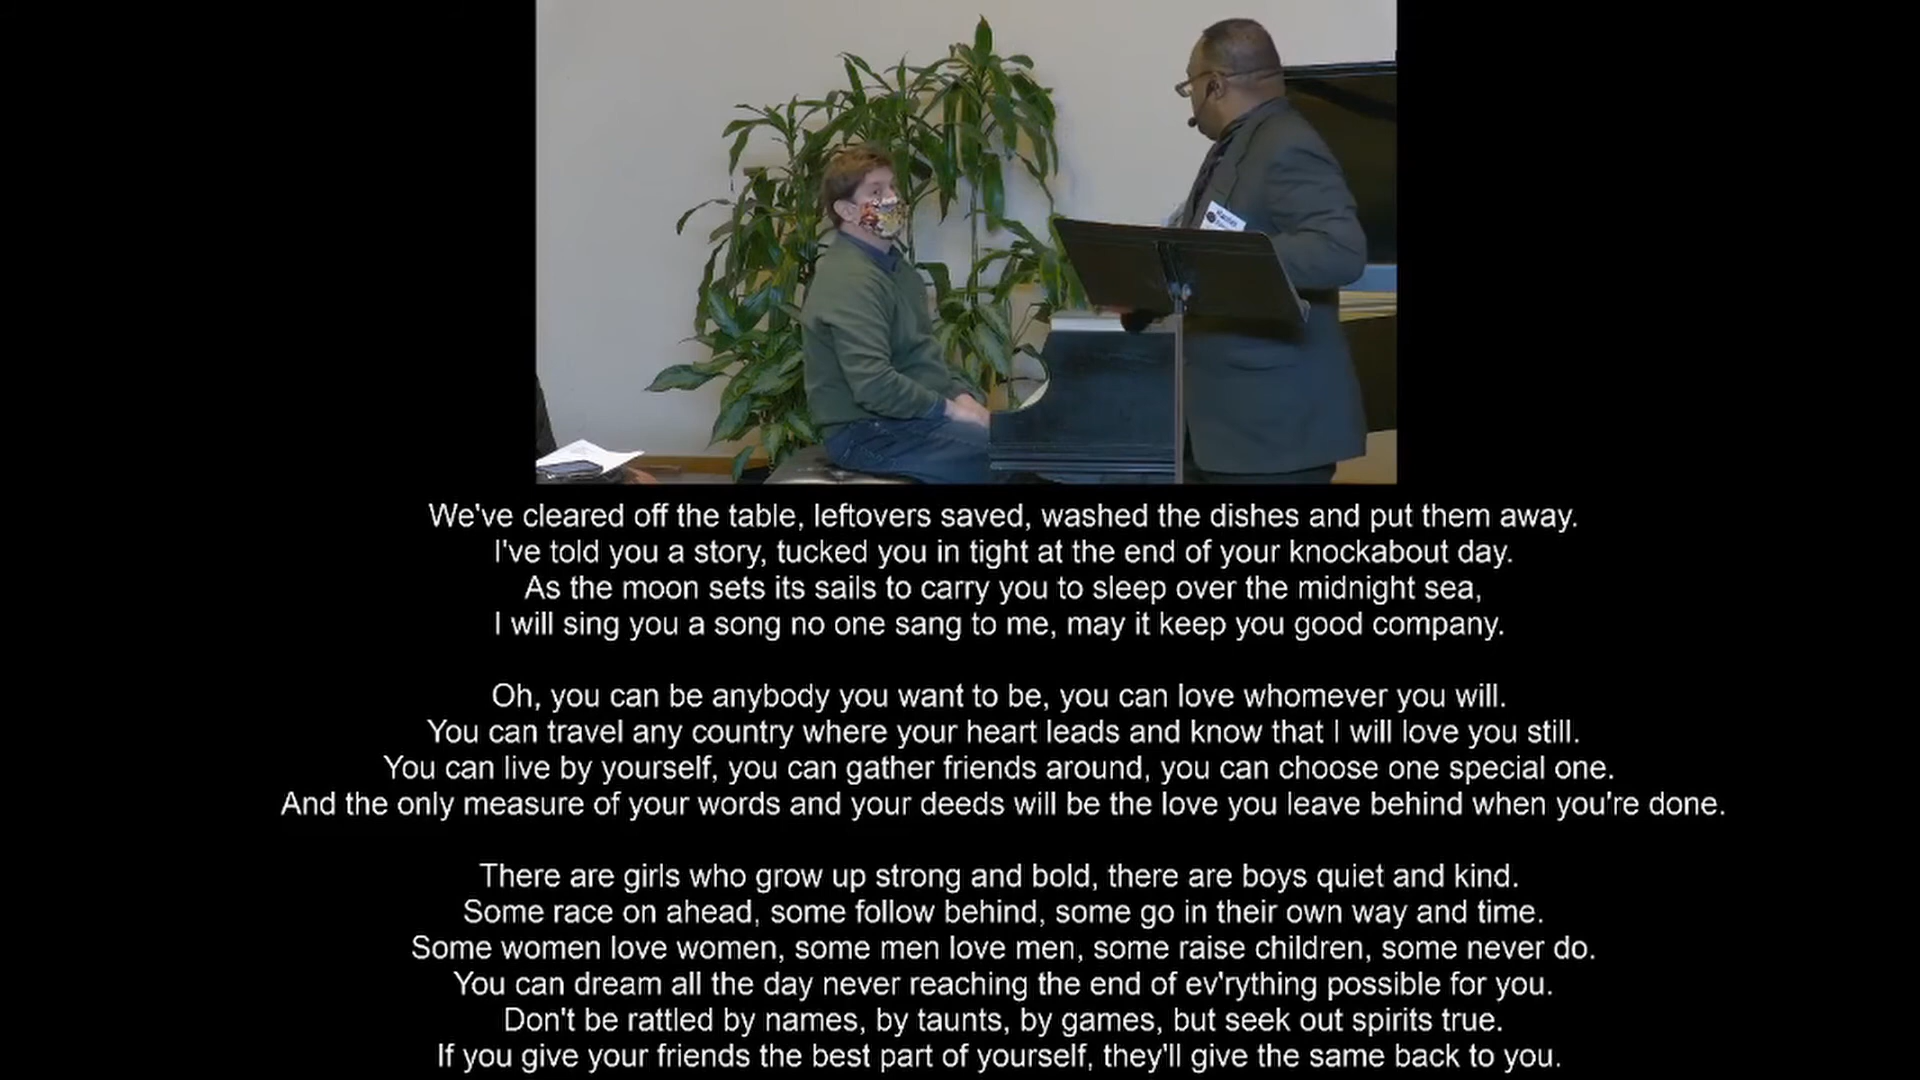 We've cleared off the table, leftovers saved, washed the dishes and put them away.
I've told you a story, tucked you in tight at the end of your knockabout day.
As the moon sets its sails to carry you to sleep over the midnight sea,
I will sing you a song no one sang to me, may it keep you good company.
Oh, you can be anybody you want to be, you can love whomever you will.
You can travel any country where your heart leads and know that I will love you still.
You can live by yourself, you can gather friends around, you can choose one special one.
And the only measure of your words and your deeds will be the love you leave behind when you're done.
There are girls who grow up strong and bold, there are boys quiet and kind.
Some race on ahead, some follow behind, some go in their own way and time.
Some women love women, some men love men, some raise children, some never do.
You can dream all the day never reaching the end of ev'rything possible for you.
Don't be rattled by names, by taunts, by games, but seek out spirits true.
If you give your friends the best part of yourself, they'll give the same back to you.